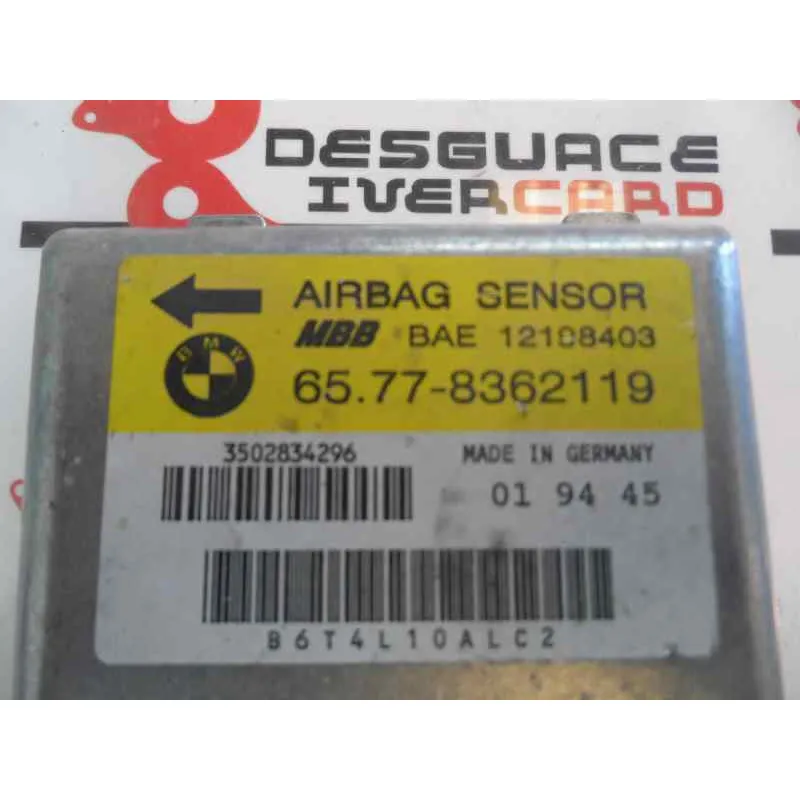 DESGUACE
IVERCARD
AIRBAG SENSOR
BMW
MBB BAE 12108403
65.77-8362119
3502834296 MADE IN GERMANY
01 94 45
B6T4L10ALC2